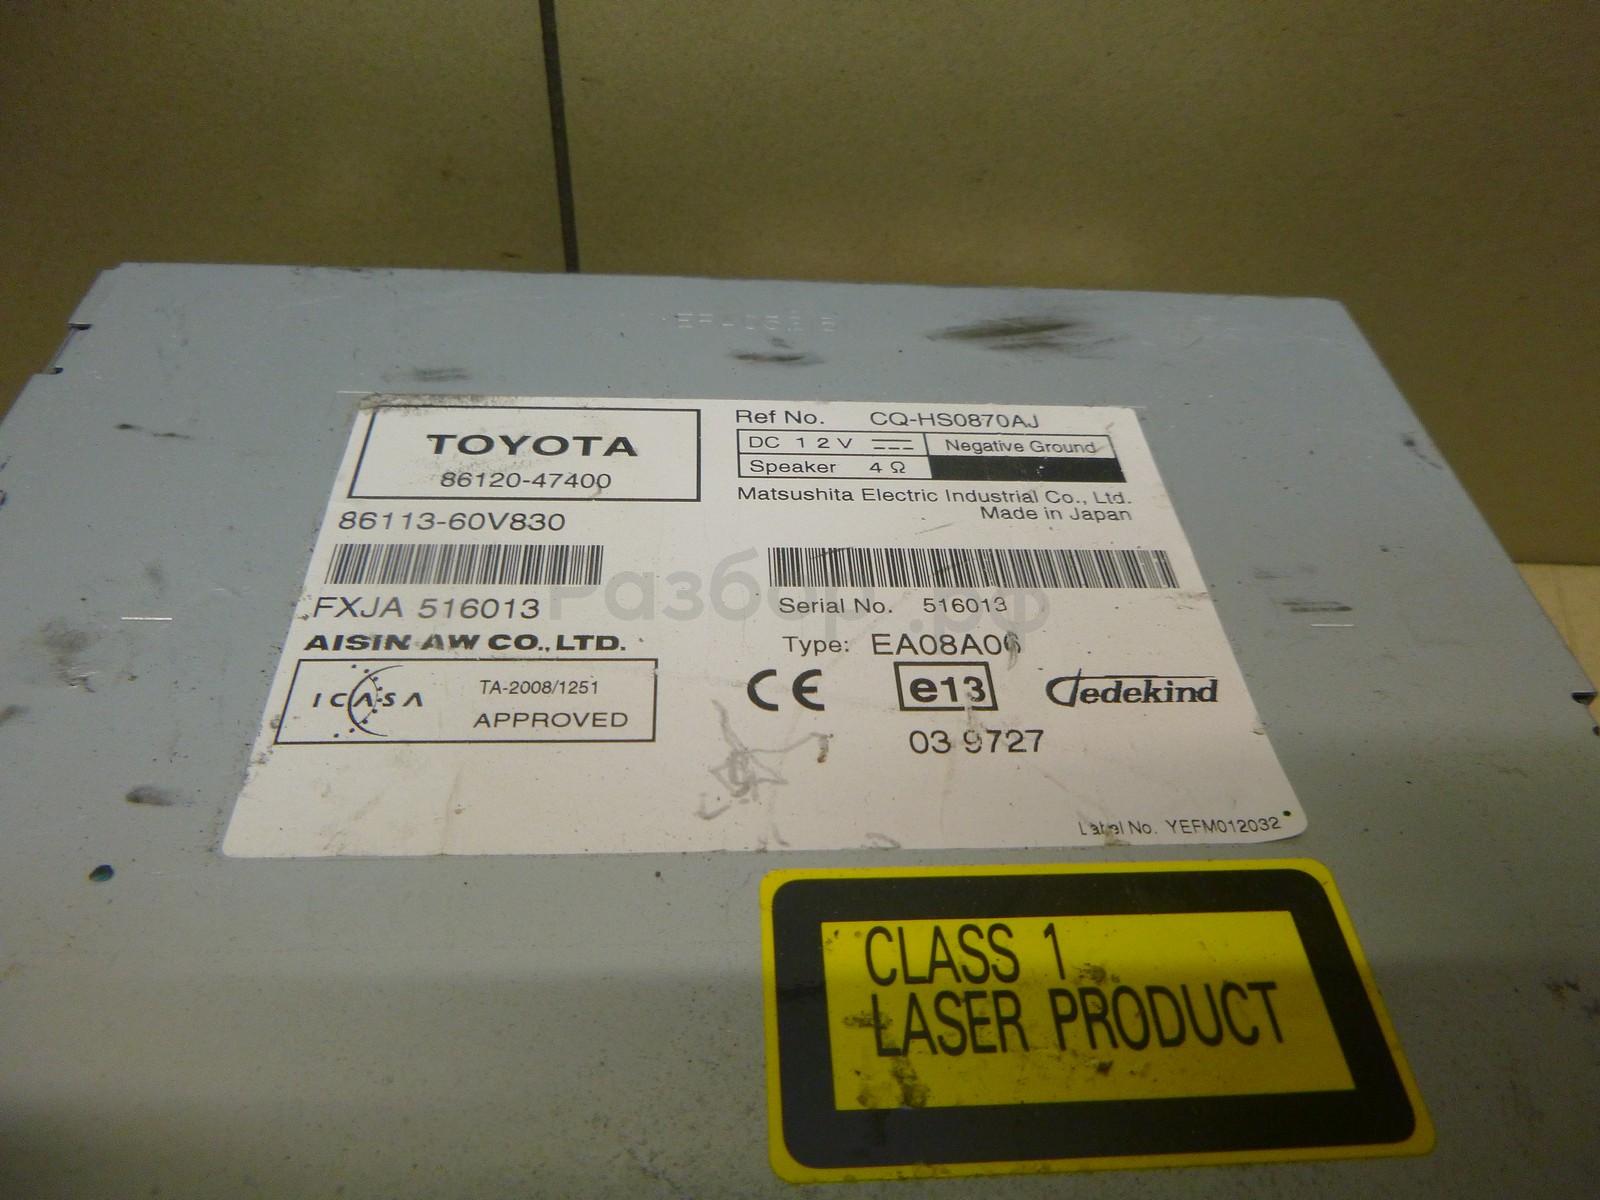 TOYOTA
86120-47400
86113-60V830
FXJA 516013
AISIN AW CO., LTD.
ICASA
TA-2008/1251
APPROVED
Ref No. CQ-HS0870AJ
DC 12V Negative Ground
Speaker 4Ω
Matsushita Electric Industrial Co., Ltd.
Made in Japan
Serial No. 516013
Type: EA08A06
CE e13 Jedekind
03 9727
Label No. YEFM012032
CLASS 1
LASER PRODUCT
Разбор.рф